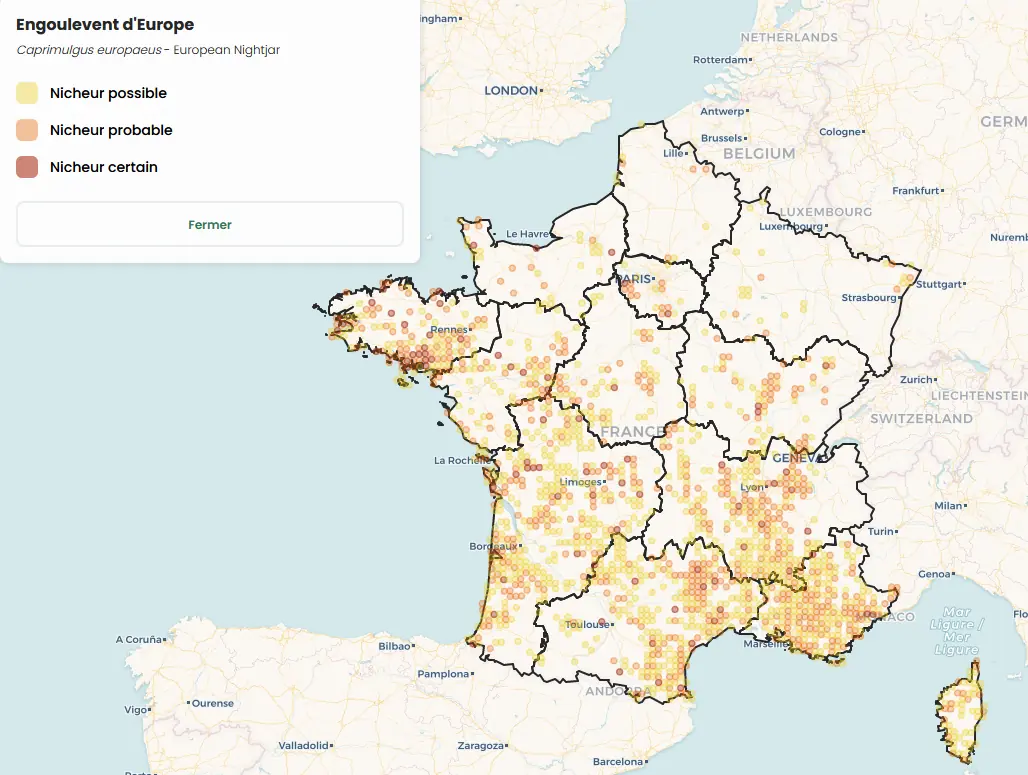 Engoulevent d'Europe
Caprimulgus europaeus - European Nightjar
Nicheur possible
Nicheur probable
Nicheur certain
Fermer
ingham
NETHERLANDS
Rotterdam
LONDON
Antwerp
GERM
Cologne
Brussels
Lille
BELGIUM
Frankfurt
LUXEMBOURG
Luxembourg
Le Havre
Nuremb
PARIS
Stuttgart
Strasbourg
Rennes
Zurich
LIECHTENSTEIN
SWITZERLAND
FRANCE
GENEVA
La Rochelle
Limoges
Lyon
Milan
Turin
Bordeaux
Genoa
Mar
Ligure /
Mer
Ligure
Flo
ACO
Toulouse
A Coruña
Bilbao
Marseille
Pamplona
ANDORRA
Vigo
Ourense
Valladolid
Zaragoza
Barcelona